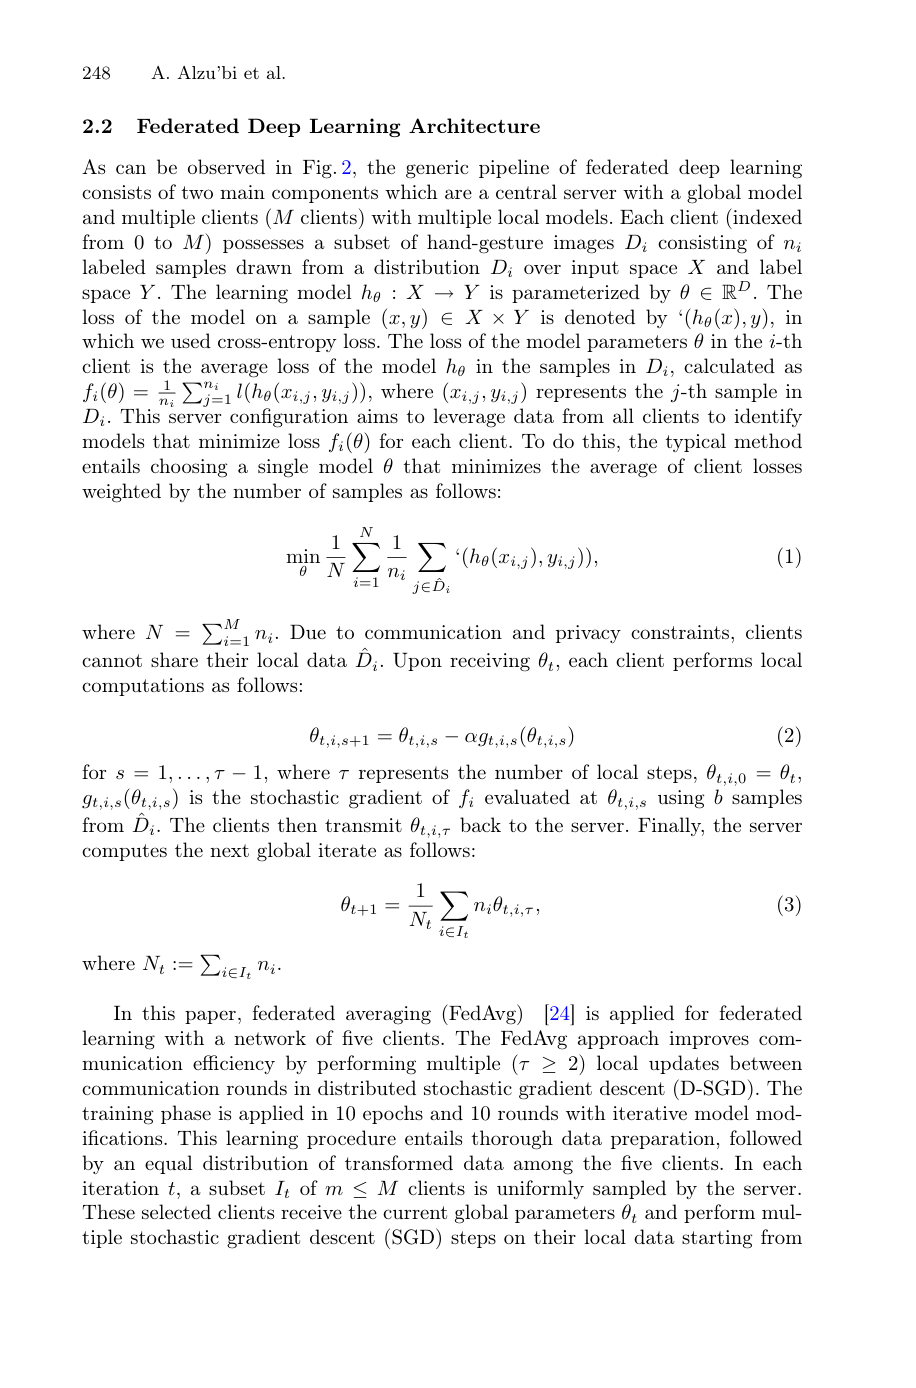 248 A. Alzu'bi et al.
2.2 Federated Deep Learning Architecture
As can be observed in Fig. 2, the generic pipeline of federated deep learning
consists of two main components which are a central server with a global model
and multiple clients (M clients) with multiple local models. Each client (indexed
from 0 to M) possesses a subset of hand-gesture images D_i consisting of n_i
labeled samples drawn from a distribution D_i over input space X and label
space Y. The learning model h_θ : X → Y is parameterized by θ ∈ ℝ^D. The
loss of the model on a sample (x, y) ∈ X × Y is denoted by ‘(h_θ(x), y), in
which we used cross-entropy loss. The loss of the model parameters θ in the i-th
client is the average loss of the model h_θ in the samples in D_i, calculated as
f_i(θ) = 1/n_i ∑_{j=1}^{n_i} l(h_θ(x_{i,j}, y_{i,j})), where (x_{i,j}, y_{i,j}) represents the j-th sample in
D_i. This server configuration aims to leverage data from all clients to identify
models that minimize loss f_i(θ) for each client. To do this, the typical method
entails choosing a single model θ that minimizes the average of client losses
weighted by the number of samples as follows:
min_θ 1/N ∑_{i=1}^{N} 1/n_i ∑_{j∈D̂_i} ‘(h_θ(x_{i,j}), y_{i,j})), (1)
where N = ∑_{i=1}^{M} n_i. Due to communication and privacy constraints, clients
cannot share their local data D̂_i. Upon receiving θ_t, each client performs local
computations as follows:
θ_{t,i,s+1} = θ_{t,i,s} − αg_{t,i,s}(θ_{t,i,s}) (2)
for s = 1, . . . , τ − 1, where τ represents the number of local steps, θ_{t,i,0} = θ_t,
g_{t,i,s}(θ_{t,i,s}) is the stochastic gradient of f_i evaluated at θ_{t,i,s} using b samples
from D̂_i. The clients then transmit θ_{t,i,τ} back to the server. Finally, the server
computes the next global iterate as follows:
θ_{t+1} = 1/N_t ∑_{i∈I_t} n_iθ_{t,i,τ}, (3)
where N_t := ∑_{i∈I_t} n_i.
In this paper, federated averaging (FedAvg) [24] is applied for federated
learning with a network of five clients. The FedAvg approach improves com-
munication efficiency by performing multiple (τ ≥ 2) local updates between
communication rounds in distributed stochastic gradient descent (D-SGD). The
training phase is applied in 10 epochs and 10 rounds with iterative model mod-
ifications. This learning procedure entails thorough data preparation, followed
by an equal distribution of transformed data among the five clients. In each
iteration t, a subset I_t of m ≤ M clients is uniformly sampled by the server.
These selected clients receive the current global parameters θ_t and perform mul-
tiple stochastic gradient descent (SGD) steps on their local data starting from